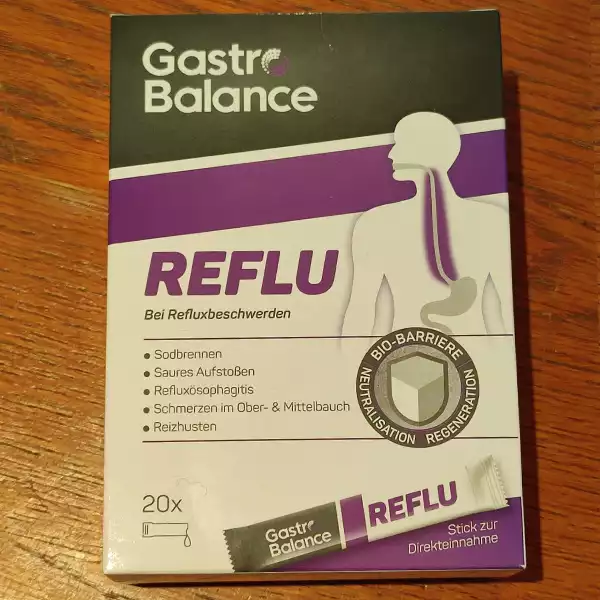 Gastro
Balance
REFLU
Bei Refluxbeschwerden
• Sodbrennen
• Saures Aufstoßen
• Refluxösophagitis
• Schmerzen im Ober- & Mittelbauch
• Reizhusten
BIO-BARRIERE
NEUTRALISATION REGENERATION
20x
Gastro
Balance
REFLU
Stick zur
Direkteinnahme